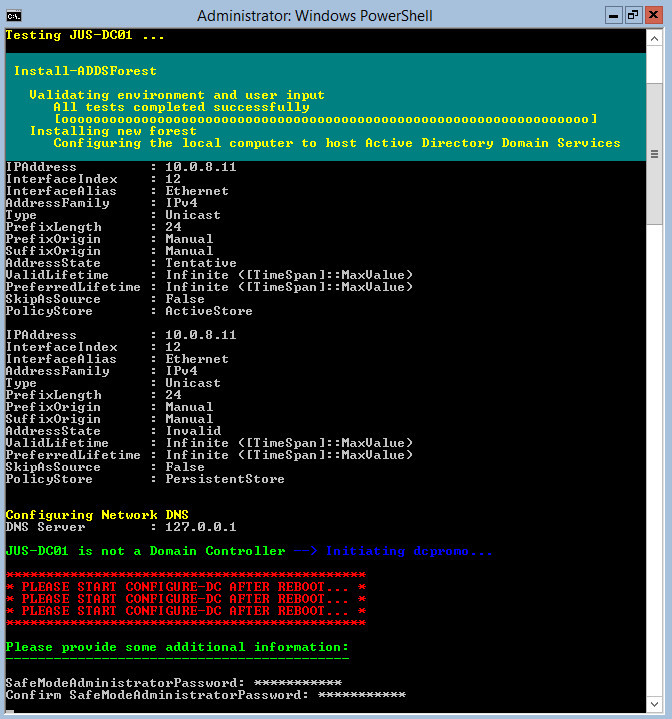 Administrator: Windows PowerShell
Testing JUS-DC01 ...
Install-ADDSForest
Validating environment and user input
All tests completed successfully
[oooooooooooooooooooooooooooooooooooooooooooooooooooooooooooooooooo]
Installing new forest
Configuring the local computer to host Active Directory Domain Services
IPAddress : 10.0.8.11
InterfaceIndex : 12
InterfaceAlias : Ethernet
AddressFamily : IPv4
Type : Unicast
PrefixLength : 24
PrefixOrigin : Manual
SuffixOrigin : Manual
AddressState : Tentative
ValidLifetime : Infinite ([TimeSpan]::MaxValue)
PreferredLifetime : Infinite ([TimeSpan]::MaxValue)
SkipAsSource : False
PolicyStore : ActiveStore
IPAddress : 10.0.8.11
InterfaceIndex : 12
InterfaceAlias : Ethernet
AddressFamily : IPv4
Type : Unicast
PrefixLength : 24
PrefixOrigin : Manual
SuffixOrigin : Manual
AddressState : Invalid
ValidLifetime : Infinite ([TimeSpan]::MaxValue)
PreferredLifetime : Infinite ([TimeSpan]::MaxValue)
SkipAsSource : False
PolicyStore : PersistentStore
Configuring Network DNS
DNS Server : 127.0.0.1
JUS-DC01 is not a Domain Controller --> Initiating dcpromo...
*********************************************
* PLEASE START CONFIGURE-DC AFTER REBOOT... *
* PLEASE START CONFIGURE-DC AFTER REBOOT... *
* PLEASE START CONFIGURE-DC AFTER REBOOT... *
*********************************************
Please provide some additional information:
-------------------------------------------
SafeModeAdministratorPassword: ***********
Confirm SafeModeAdministratorPassword: ***********